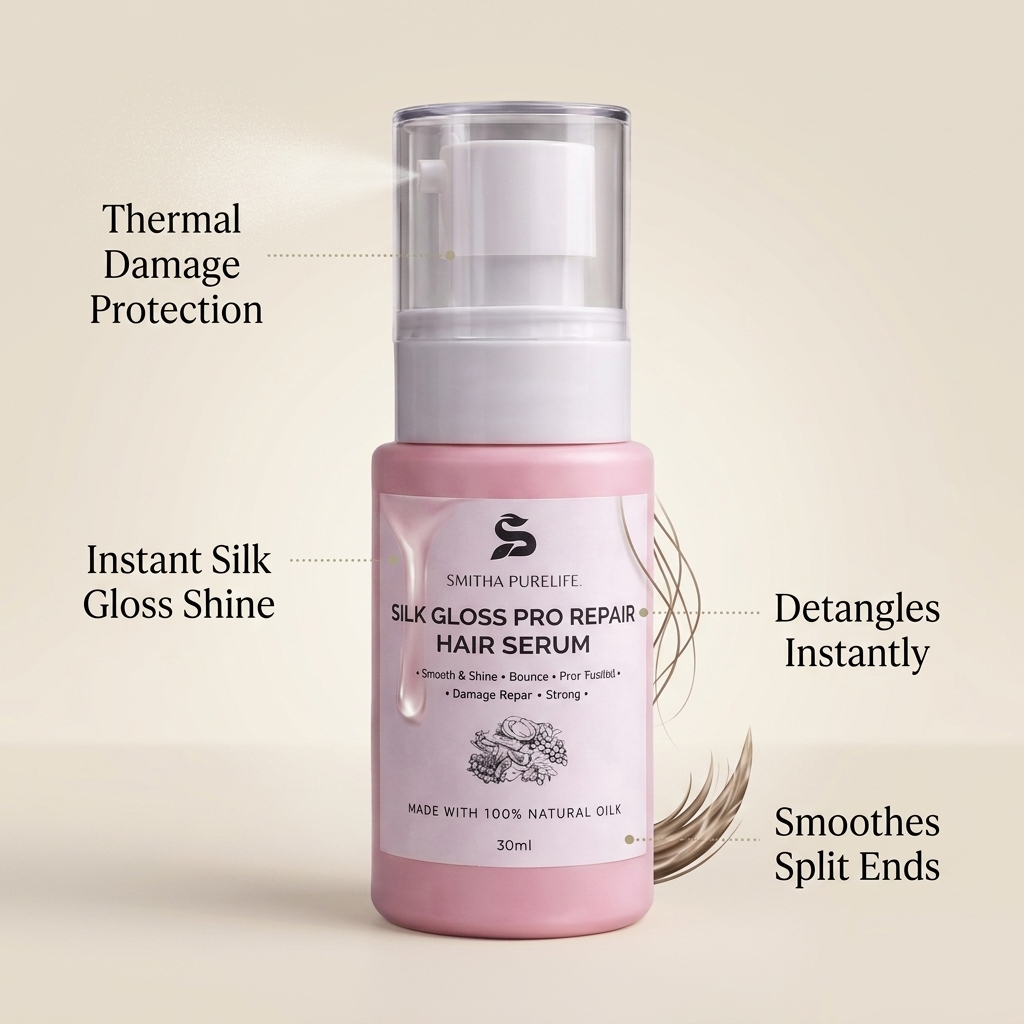 Thermal
Damage
Protection
Instant Silk
Gloss Shine
SMITHA PURELIFE.
SILK GLOSS PRO REPAIR
HAIR SERUM
• Smooth & Shine • Bounce • Pror •
• Damage Repar • Strong •
MADE WITH 100% NATURAL OILK
30ml
Detangles
Instantly
Smoothes
Split Ends